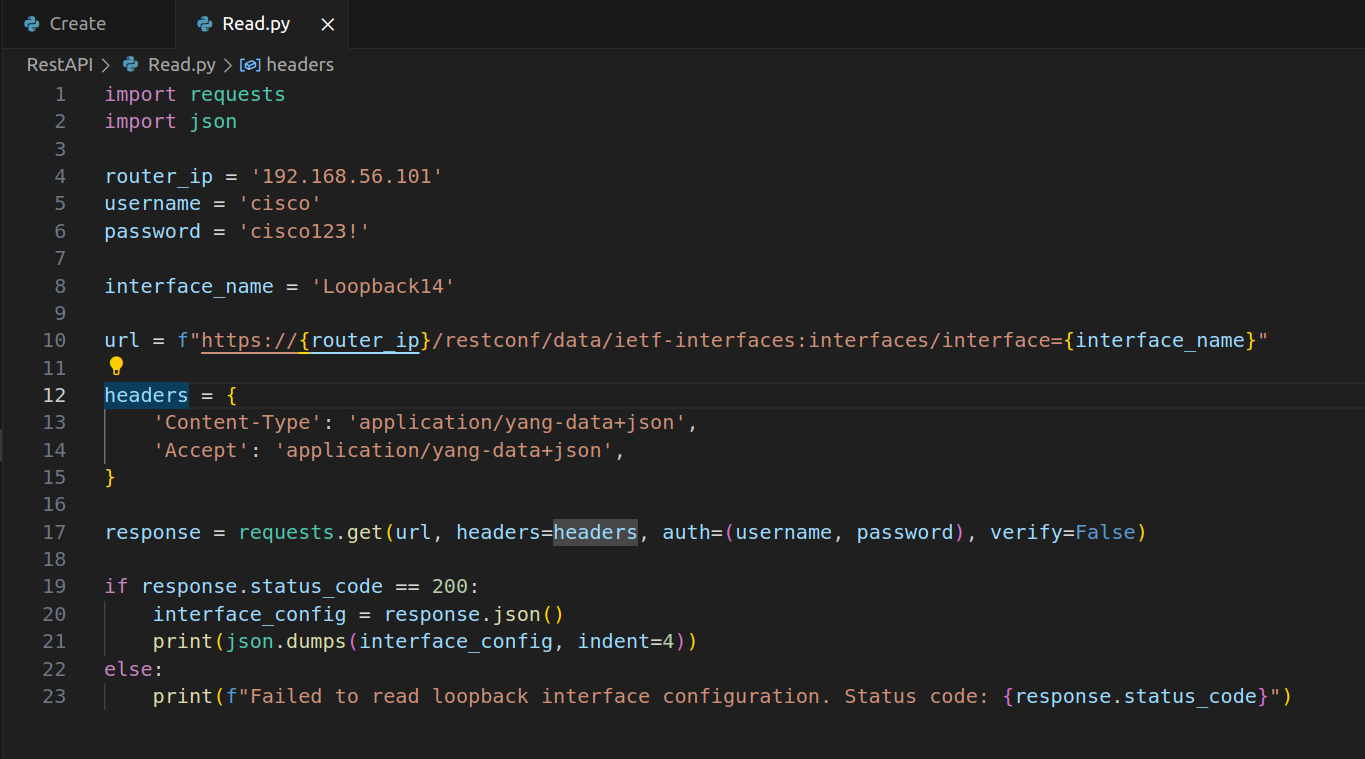 Create
Read.py
RestAPI > Read.py > headers
1 import requests
2 import json
3
4 router_ip = '192.168.56.101'
5 username = 'cisco'
6 password = 'cisco123!'
7
8 interface_name = 'Loopback14'
9
10 url = f"https://{router_ip}/restconf/data/ietf-interfaces:interfaces/interface={interface_name}"
11
12 headers = {
13     'Content-Type': 'application/yang-data+json',
14     'Accept': 'application/yang-data+json',
15 }
16
17 response = requests.get(url, headers=headers, auth=(username, password), verify=False)
18
19 if response.status_code == 200:
20     interface_config = response.json()
21     print(json.dumps(interface_config, indent=4))
22 else:
23     print(f"Failed to read loopback interface configuration. Status code: {response.status_code}")